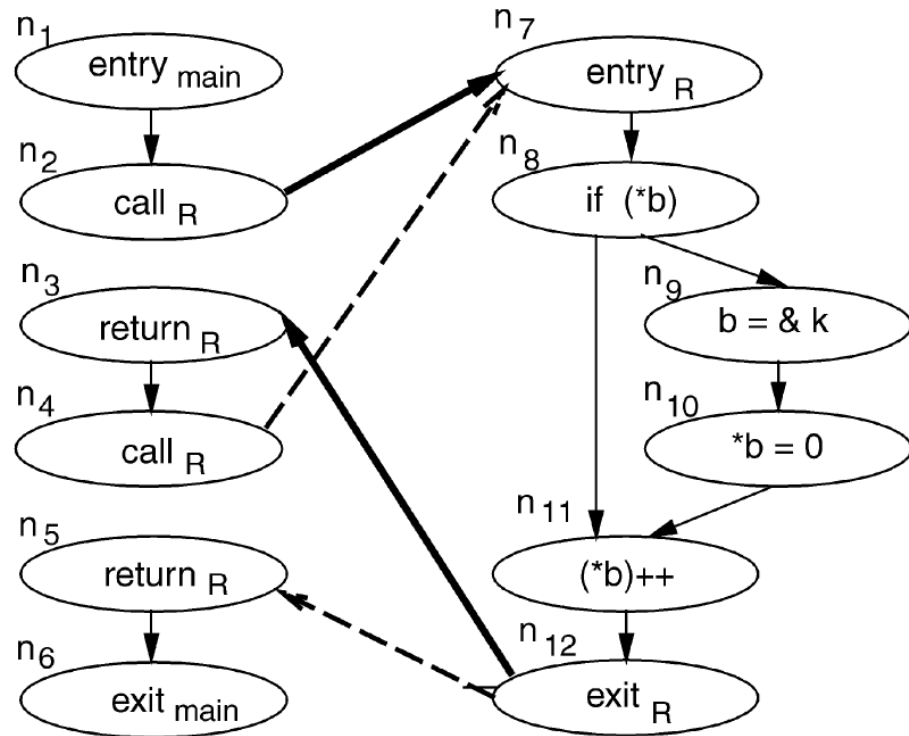 n1
entry main
n2
call R
n3
return R
n4
call R
n5
return R
n6
exit main
n7
entry R
n8
if (*b)
n9
b = & k
n10
*b = 0
n11
(*b)++
n12
exit R